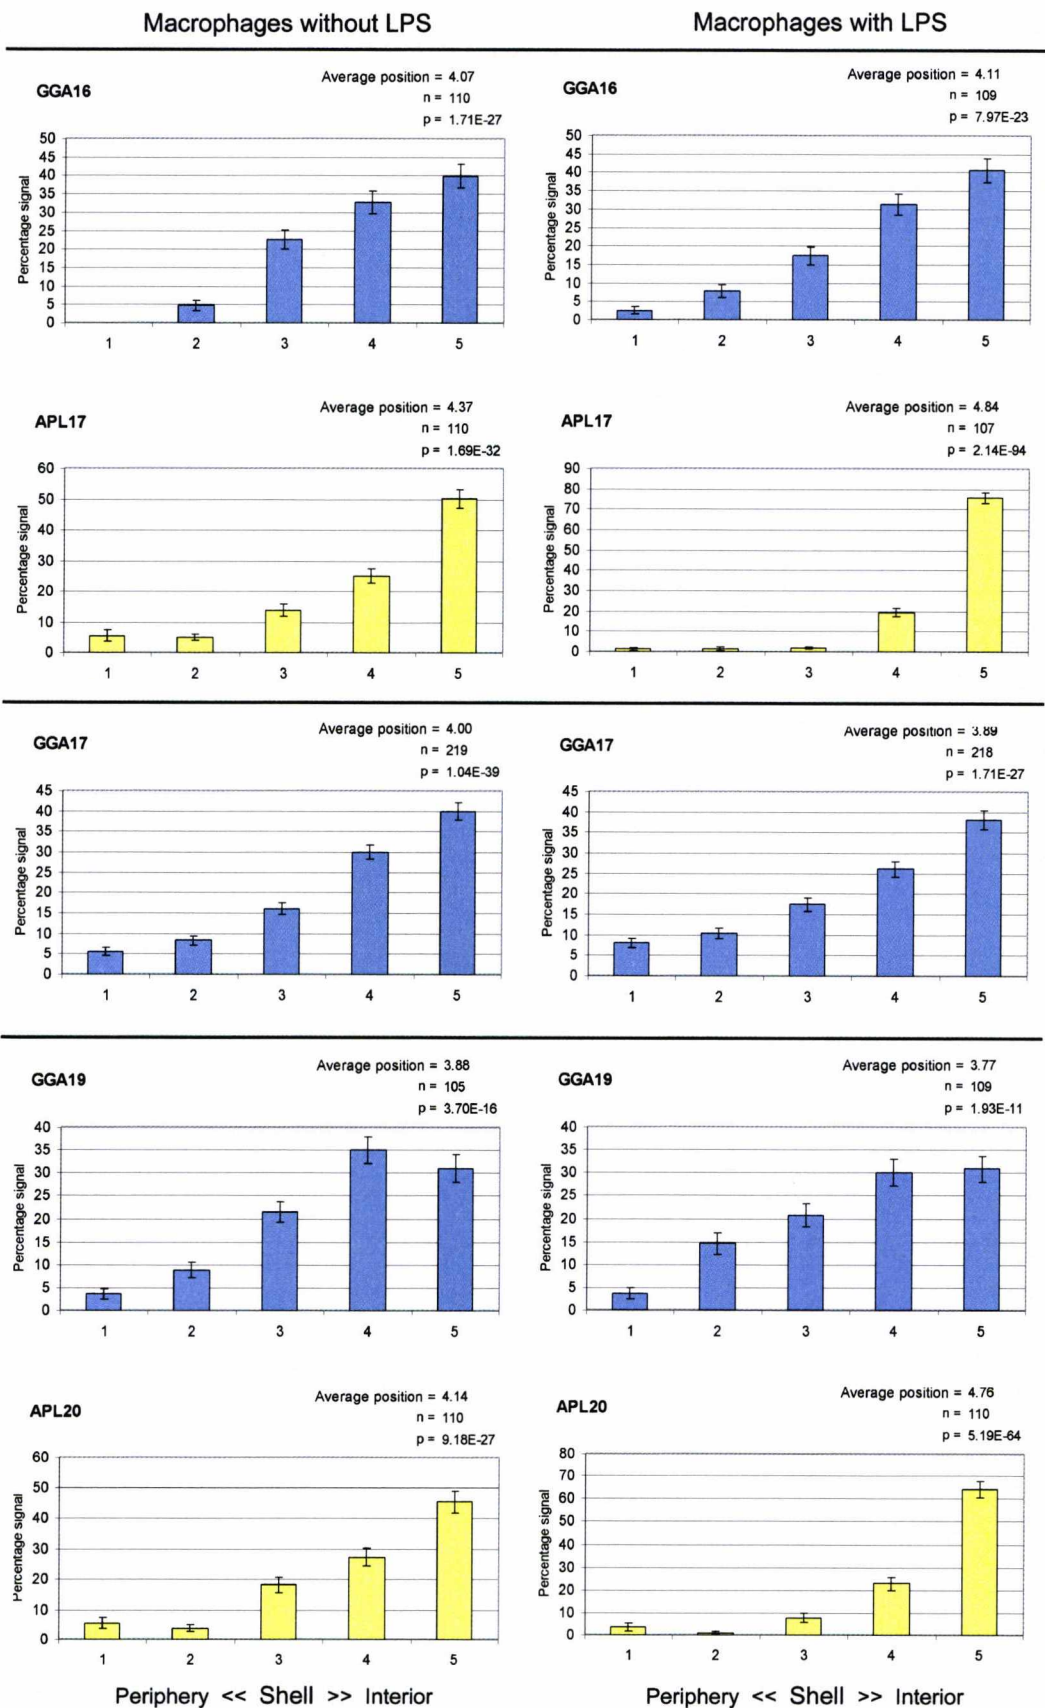 Macrophages without LPS
Macrophages with LPS
GGA16
Average position = 4.07
n = 110
p = 1.71E-27
Percentage signal
50
45
40
35
30
25
20
15
10
5
0
1 2 3 4 5
GGA16
Average position = 4.11
n = 109
p = 7.97E-23
Percentage signal
50
45
40
35
30
25
20
15
10
5
0
1 2 3 4 5
APL17
Average position = 4.37
n = 110
p = 1.69E-32
Percentage signal
60
50
40
30
20
10
0
1 2 3 4 5
APL17
Average position = 4.84
n = 107
p = 2.14E-94
Percentage signal
90
80
70
60
50
40
30
20
10
0
1 2 3 4 5
GGA17
Average position = 4.00
n = 219
p = 1.04E-39
Percentage signal
45
40
35
30
25
20
15
10
5
0
1 2 3 4 5
GGA17
Average position = 3.89
n = 218
p = 1.71E-27
Percentage signal
45
40
35
30
25
20
15
10
5
0
1 2 3 4 5
GGA19
Average position = 3.88
n = 105
p = 3.70E-16
Percentage signal
40
35
30
25
20
15
10
5
0
1 2 3 4 5
GGA19
Average position = 3.77
n = 109
p = 1.93E-11
Percentage signal
40
35
30
25
20
15
10
5
0
1 2 3 4 5
APL20
Average position = 4.14
n = 110
p = 9.18E-27
Percentage signal
60
50
40
30
20
10
0
1 2 3 4 5
APL20
Average position = 4.76
n = 110
p = 5.19E-64
Percentage signal
80
70
60
50
40
30
20
10
0
1 2 3 4 5
Periphery << Shell >> Interior
Periphery << Shell >> Interior